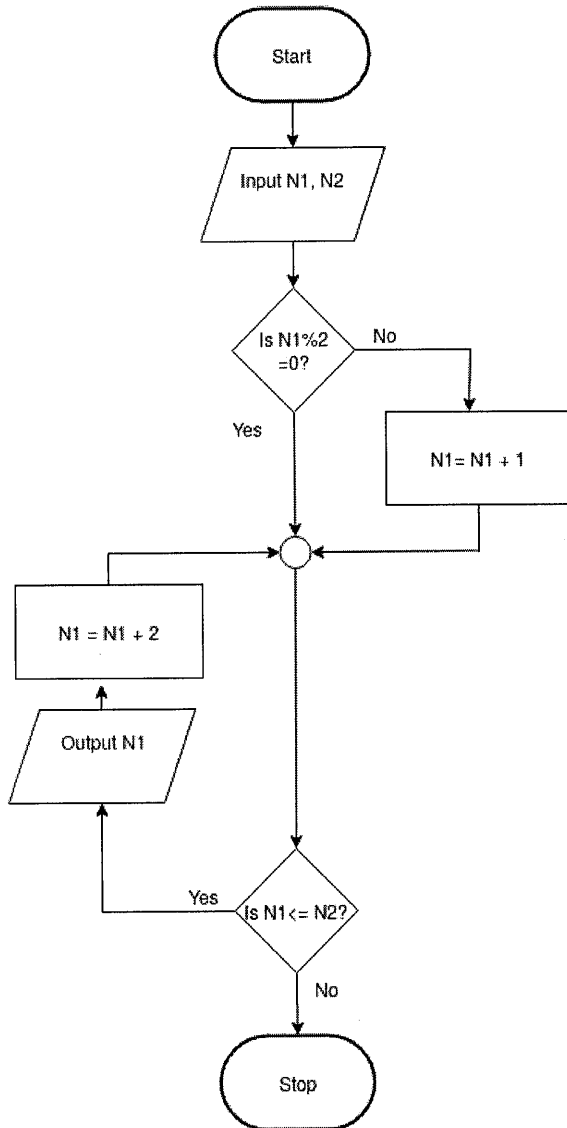 Start
Input N1, N2
Is N1%2
=0?
No
Yes
N1= N1 + 1
N1 = N1 + 2
Output N1
Yes
Is N1<= N2?
No
Stop